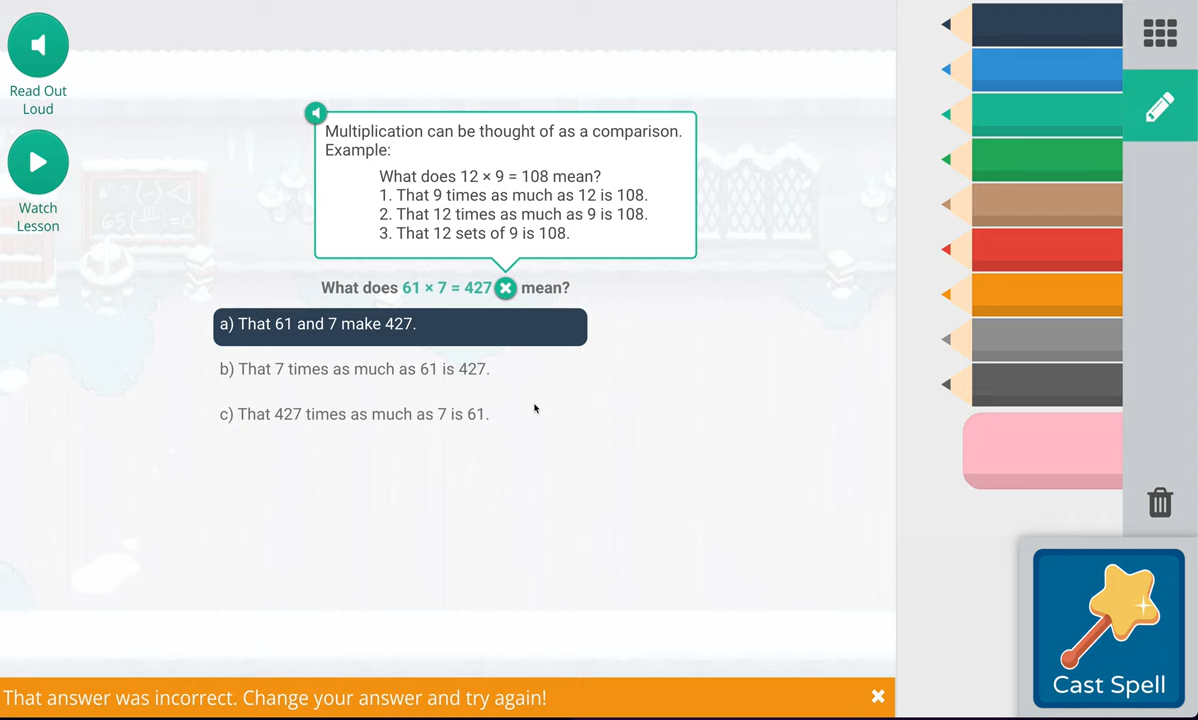 Read Out
Loud
Watch
Lesson
Multiplication can be thought of as a comparison.
Example:
What does 12 × 9 = 108 mean?
1. That 9 times as much as 12 is 108.
2. That 12 times as much as 9 is 108.
3. That 12 sets of 9 is 108.
What does 61 × 7 = 427 mean?
a) That 61 and 7 make 427.
b) That 7 times as much as 61 is 427.
c) That 427 times as much as 7 is 61.
That answer was incorrect. Change your answer and try again!
Cast Spell